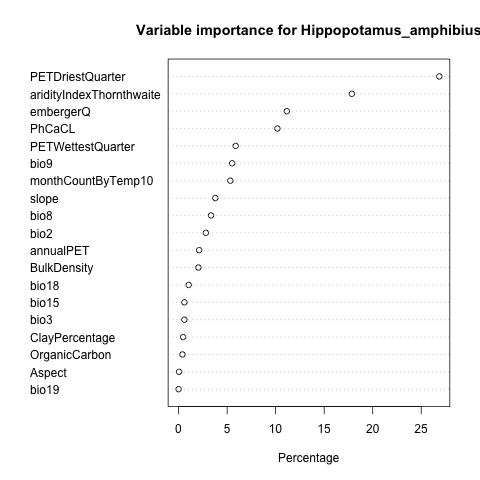 Variable importance for Hippopotamus_amphibius
PETDriestQuarter
aridityIndexThornthwaite
embergerQ
PhCaCL
PETWettestQuarter
bio9
monthCountByTemp10
slope
bio8
bio2
annualPET
BulkDensity
bio18
bio15
bio3
ClayPercentage
OrganicCarbon
Aspect
bio19
0 5 10 15 20 25
Percentage